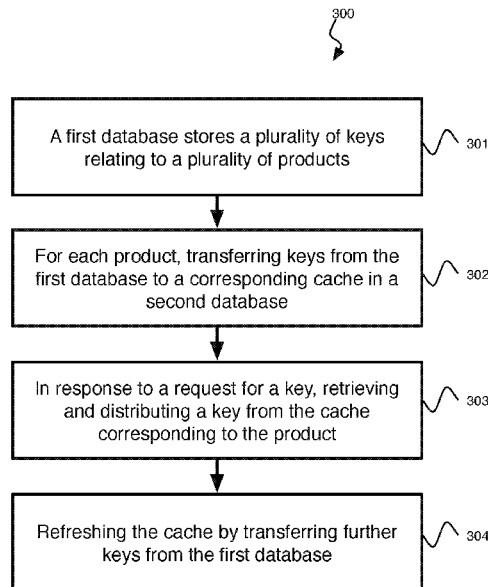 300
A first database stores a plurality of keys
relating to a plurality of products
301
For each product, transferring keys from the
first database to a corresponding cache in a
second database
302
In response to a request for a key, retrieving
and distributing a key from the cache
corresponding to the product
303
Refreshing the cache by transferring further
keys from the first database
304